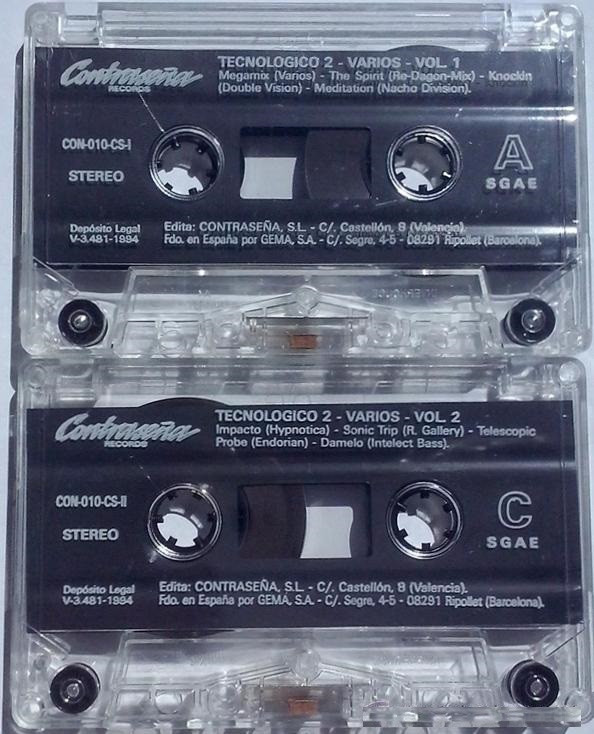 Contraseña
RECORDS
TECNOLOGICO 2 - VARIOS - VOL. 1
Megamix (Varios) - The Spirit (Re-Dagon-Mix) - Knockin
(Double Vision) - Meditation (Nacho Division).
CON-010-CS-I
STEREO
A
SGAE
Depósito Legal
V-3.481-1994
Edita: CONTRASEÑA, S.L. - C/. Castellón, 8 (Valencia).
Fdo. en España por GEMA, S.A. - C/. Segre, 4-5 - 08291 Ripollet (Barcelona).
Contraseña
RECORDS
TECNOLOGICO 2 - VARIOS - VOL. 2
Impacto (Hypnotica) - Sonic Trip (R. Gallery) - Telescopic
Probe (Endorian) - Damelo (Intelect Bass).
CON-010-CS-II
STEREO
C
SGAE
Depósito Legal
V-3.481-1994
Edita: CONTRASEÑA, S.L. - C/. Castellón, 8 (Valencia).
Fdo. en España por GEMA, S.A. - C/. Segre, 4-5 - 08291 Ripollet (Barcelona).